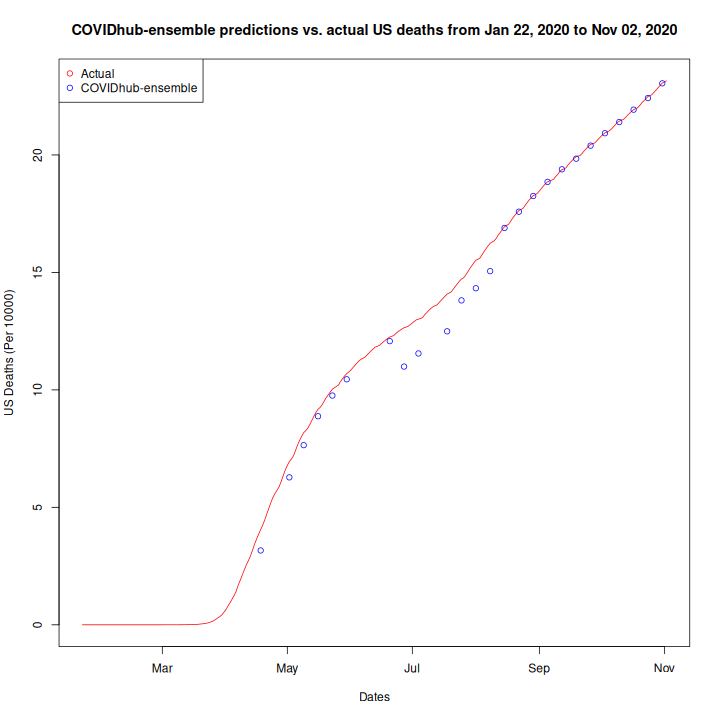 COVIDhub-ensemble predictions vs. actual US deaths from Jan 22, 2020 to Nov 02, 2020
Actual
COVIDhub-ensemble
US Deaths (Per 10000)
20
15
10
5
0
Mar May Jul Sep Nov
Dates